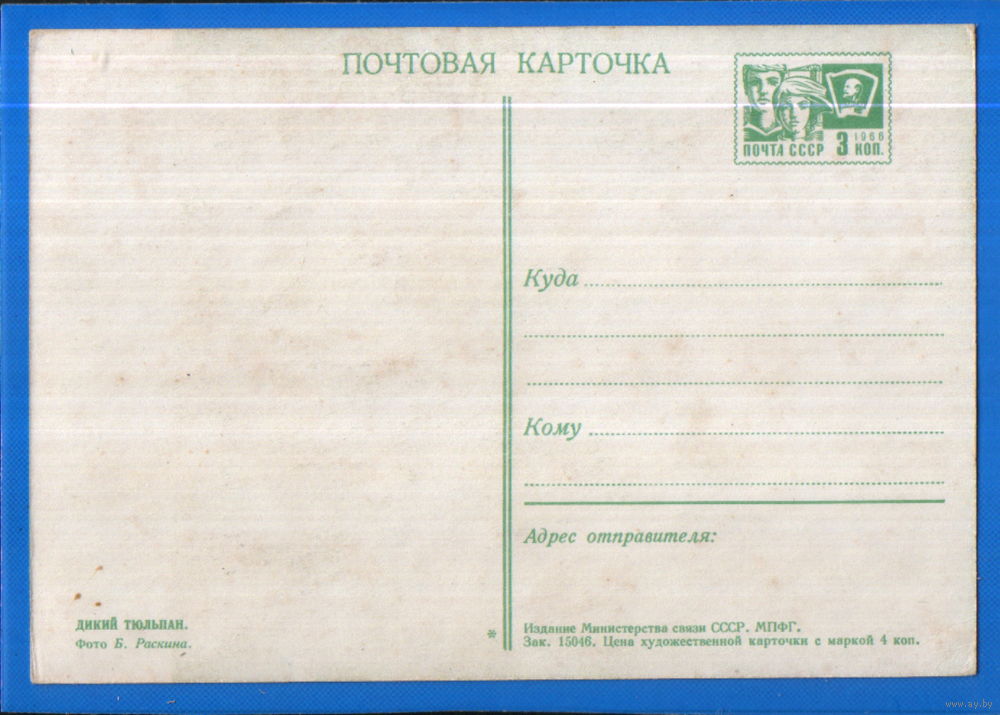 ПОЧТОВАЯ КАРТОЧКА
1966
ПОЧТА СССР 3 КОП.
Куда
Кому
Адрес отправителя:
ДИКИЙ ТЮЛЬПАН.
Фото Б. Раскина.
*
Издание Министерства связи СССР. МПФГ.
Зак. 15046. Цена художественной карточки с маркой 4 коп.
www.ay.by